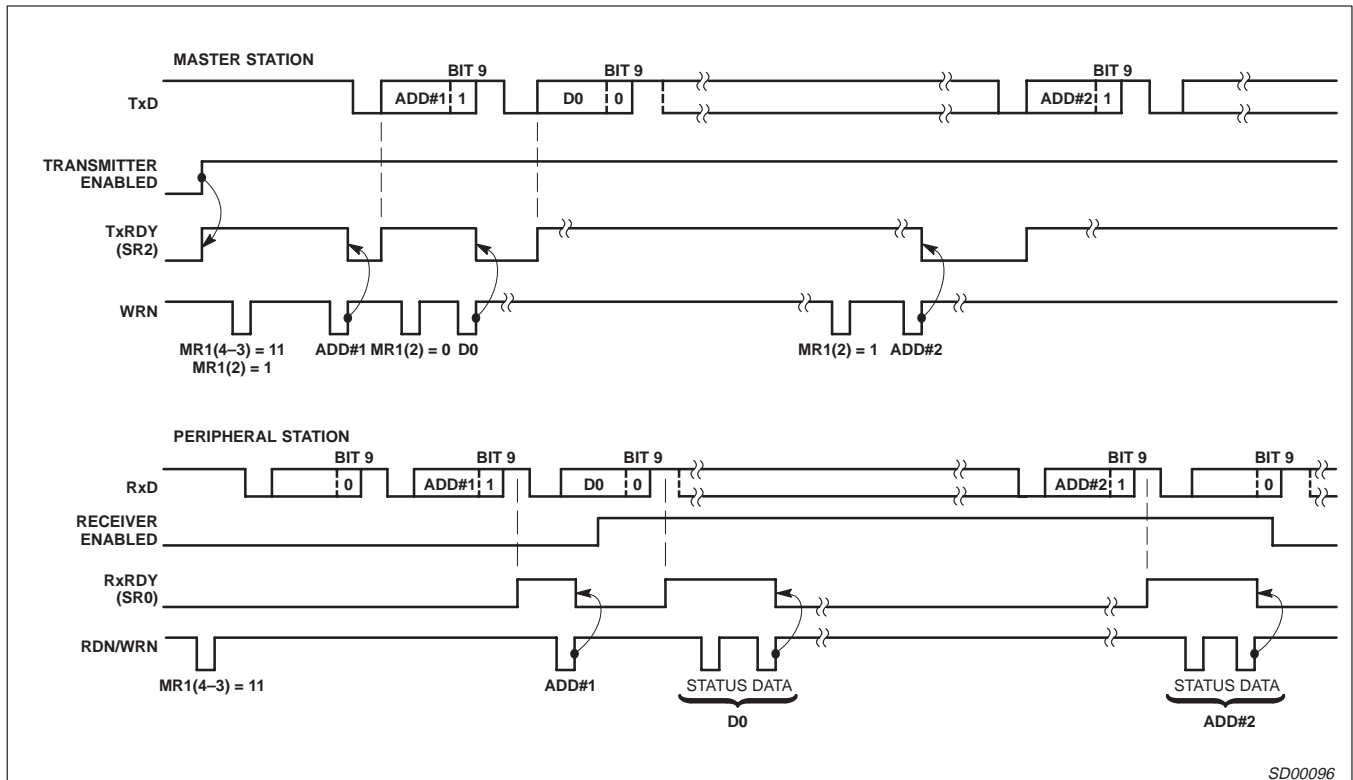 MASTER STATION
BIT 9 BIT 9 BIT 9
TxD ADD#1 1 D0 0 ADD#2 1
TRANSMITTER
ENABLED
TxRDY
(SR2)
WRN
MR1(4–3) = 11 ADD#1 MR1(2) = 0 D0 MR1(2) = 1 ADD#2
MR1(2) = 1
PERIPHERAL STATION
BIT 9 BIT 9 BIT 9 BIT 9
RxD 0 ADD#1 1 D0 0 ADD#2 1 0
RECEIVER
ENABLED
RxRDY
(SR0)
RDN/WRN
MR1(4–3) = 11 ADD#1 STATUS DATA STATUS DATA
D0 ADD#2
SD00096